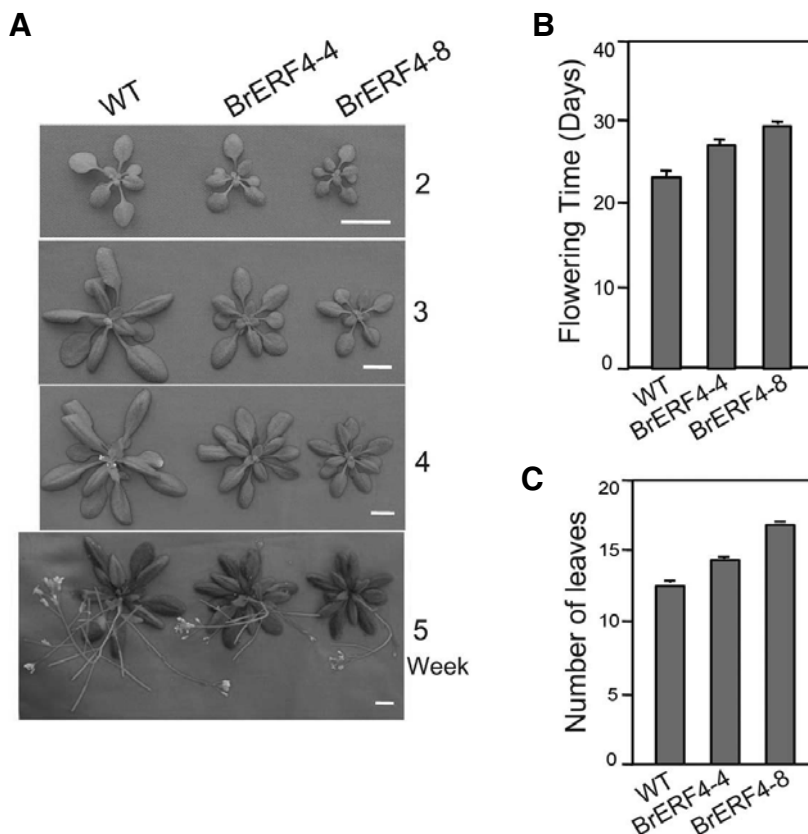 A
WT
BrERF4-4
BrERF4-8
2
3
4
5
Week
B
Flowering Time (Days)
40
30
20
10
0
WT
BrERF4-4
BrERF4-8
C
Number of leaves
20
15
10
5
0
WT
BrERF4-4
BrERF4-8